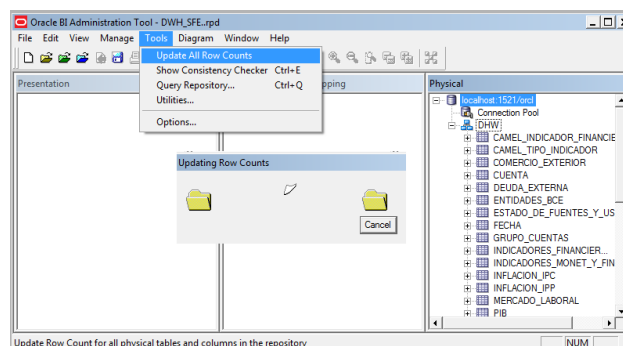 Oracle BI Administration Tool - DWH_SFE..rpd
File Edit View Manage Tools Diagram Window Help
Update All Row Counts
Show Consistency Checker Ctrl+E
Query Repository... Ctrl+Q
Utilities...
Options...
Presentation
pping
Physical
Updating Row Counts
Cancel
localhost:1521/orcl
Connection Pool
DHW
CAMEL_INDICADOR_FINANCIE
CAMEL_TIPO_INDICADOR
COMERCIO_EXTERIOR
CUENTA
DEUDA_EXTERNA
ENTIDADES_BCE
ESTADO_DE_FUENTES_Y_US
FECHA
GRUPO_CUENTAS
INDICADORES_FINANCIER...
INDICADORES_MONET_Y_FIN
INFLACION_IPC
INFLACION_IPP
MERCADO_LABORAL
PIB
Update Row Count for all physical tables and columns in the repository
NUM